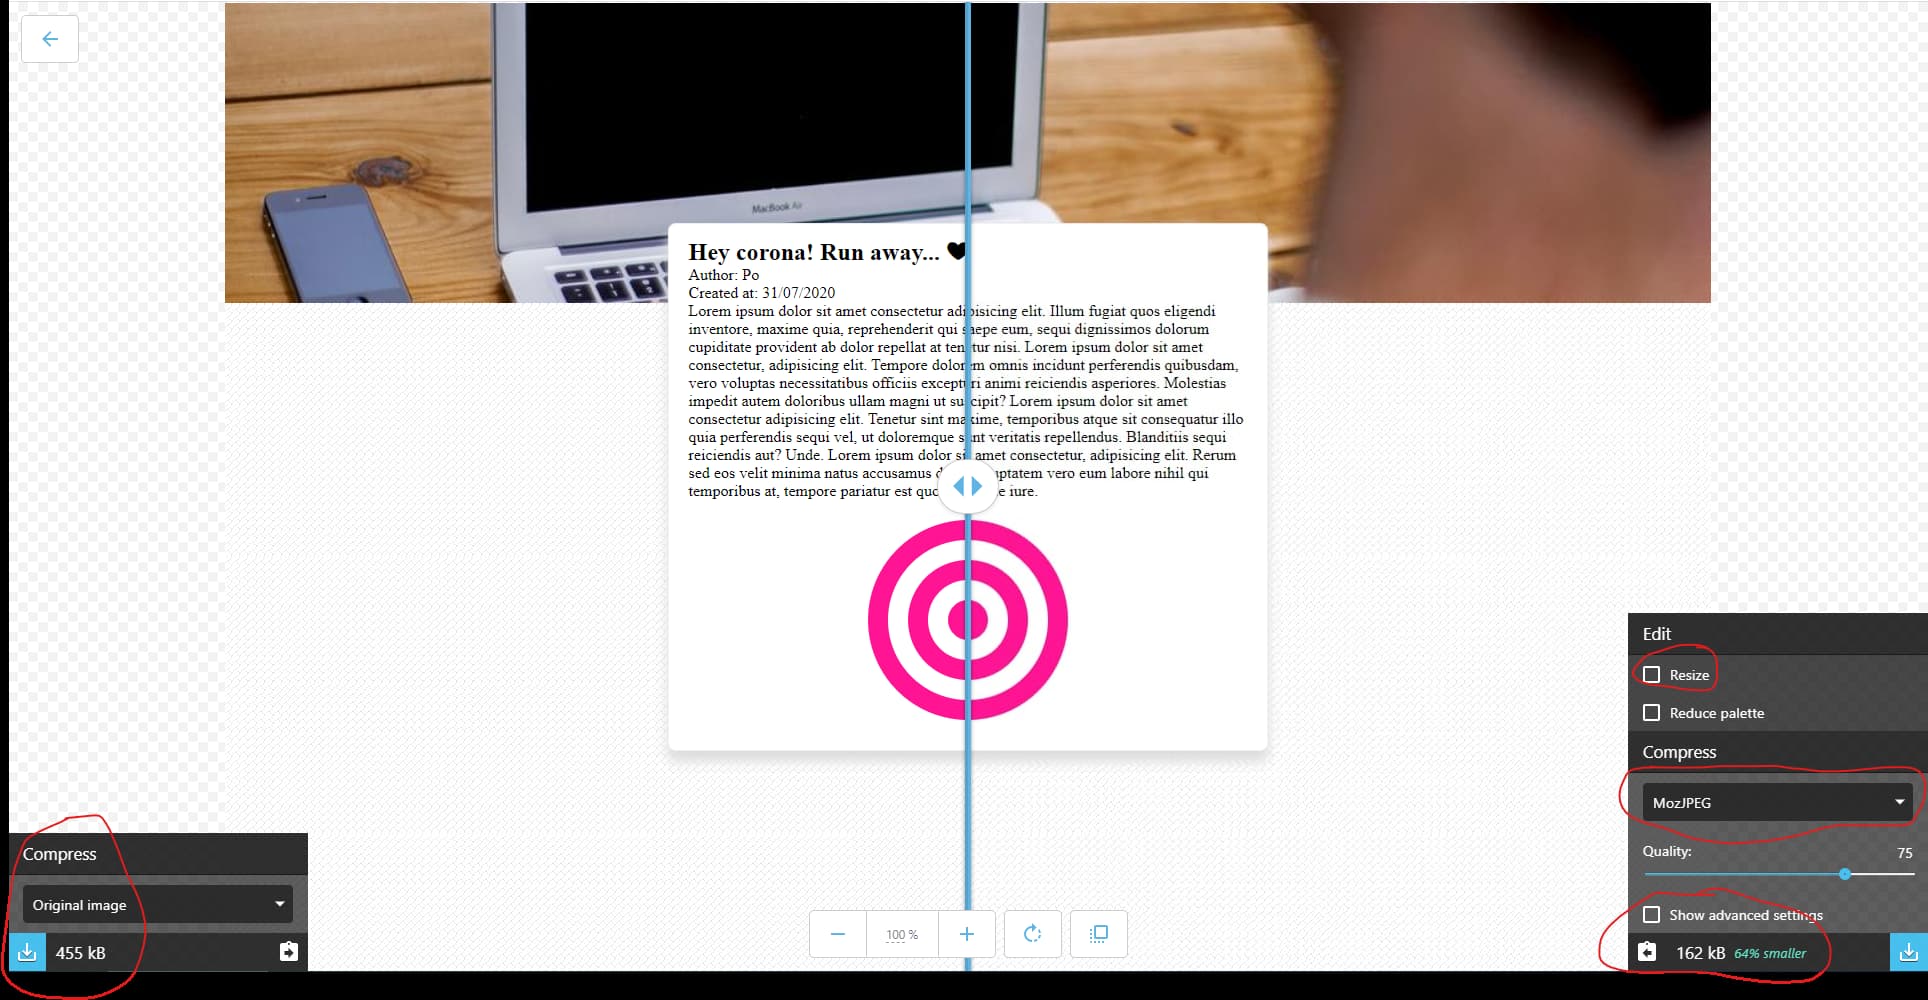 MacBook Air
Hey corona! Run away... 🖤
Author: Po
Created at: 31/07/2020
Lorem ipsum dolor sit amet consectetur adipisicing elit. Illum fugiat quos eligendi
inventore, maxime quia, reprehenderit qui saepe eum, sequi dignissimos dolorum
cupiditate provident ab dolor repellat at tenetur nisi. Lorem ipsum dolor sit amet
consectetur, adipisicing elit. Tempore dolorem omnis incidunt perferendis quibusdam,
vero voluptas necessitatibus officiis excepturi animi reiciendis asperiores. Molestias
impedit autem doloribus ullam magni ut suscipit? Lorem ipsum dolor sit amet
consectetur adipisicing elit. Tenetur sint maxime, temporibus atque sit consequatur illo
quia perferendis sequi vel, ut doloremque sint veritatis repellendus. Blanditiis sequi
reiciendis aut? Unde. Lorem ipsum dolor sit amet consectetur, adipisicing elit. Rerum
sed eos velit minima natus accusamus vero eum labore nihil qui
temporibus at, tempore pariatur est iure.
Edit
Resize
Reduce palette
Compress
MozJPEG
Quality: 75
Show advanced settings
162 kB 64% smaller
Compress
Original image
455 kB
100 %